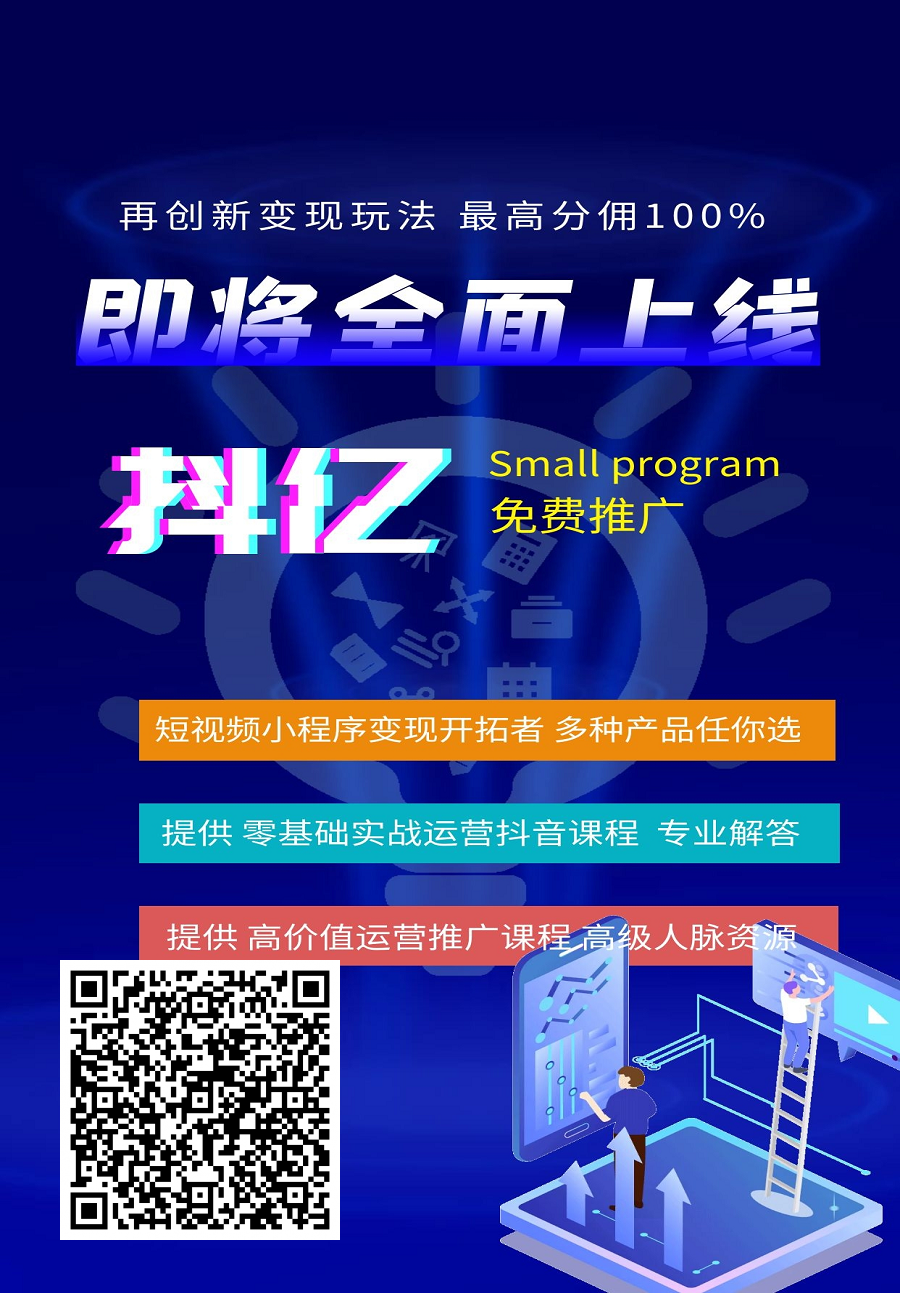 再创新变现玩法 最高分佣100%
即将全面上线
抖亿
Small program
免费推广
短视频小程序变现开拓者 多种产品任你选
提供 零基础实战运营抖音课程 专业解答
提供 高价值运营推广课程 高级人脉资源